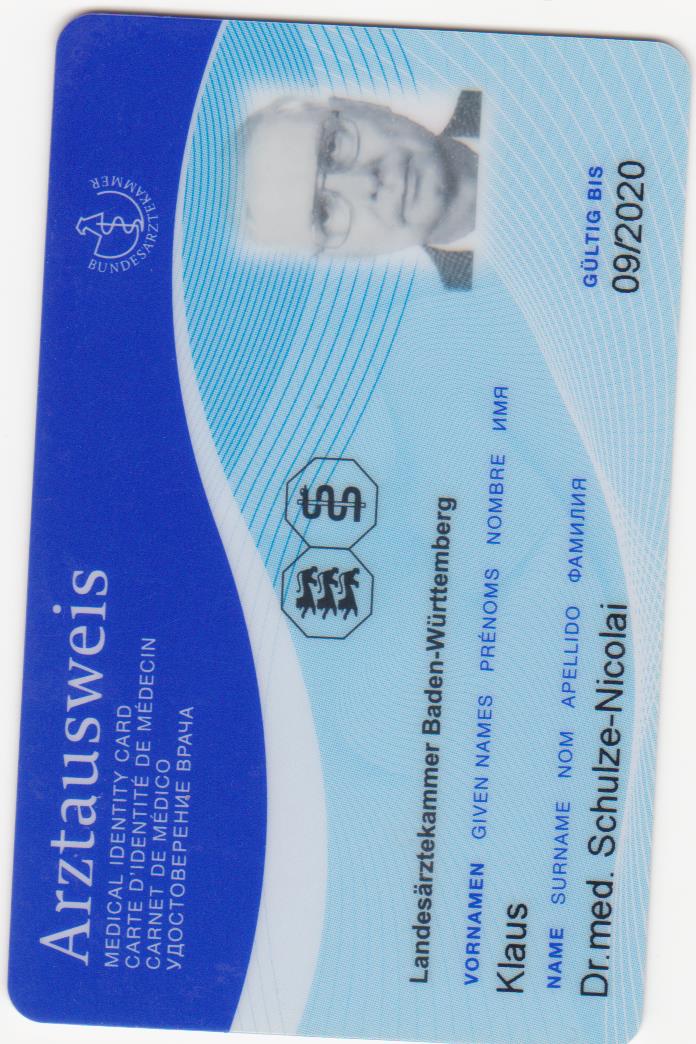 Arztausweis
MEDICAL IDENTITY CARD
CARTE D'IDENTITÉ DE MÉDECIN
CARNET DE MÉDICO
УДОСТОВЕРЕНИЕ ВРАЧА
BUNDESÄRZTEKAMMER
Landesärztekammer Baden-Württemberg
VORNAMEN GIVEN NAMES PRÉNOMS NOMBRE ИМЯ
Klaus
NAME SURNAME NOM APELLIDO ФАМИЛИЯ
Dr.med. Schulze-Nicolai
GÜLTIG BIS
09/2020